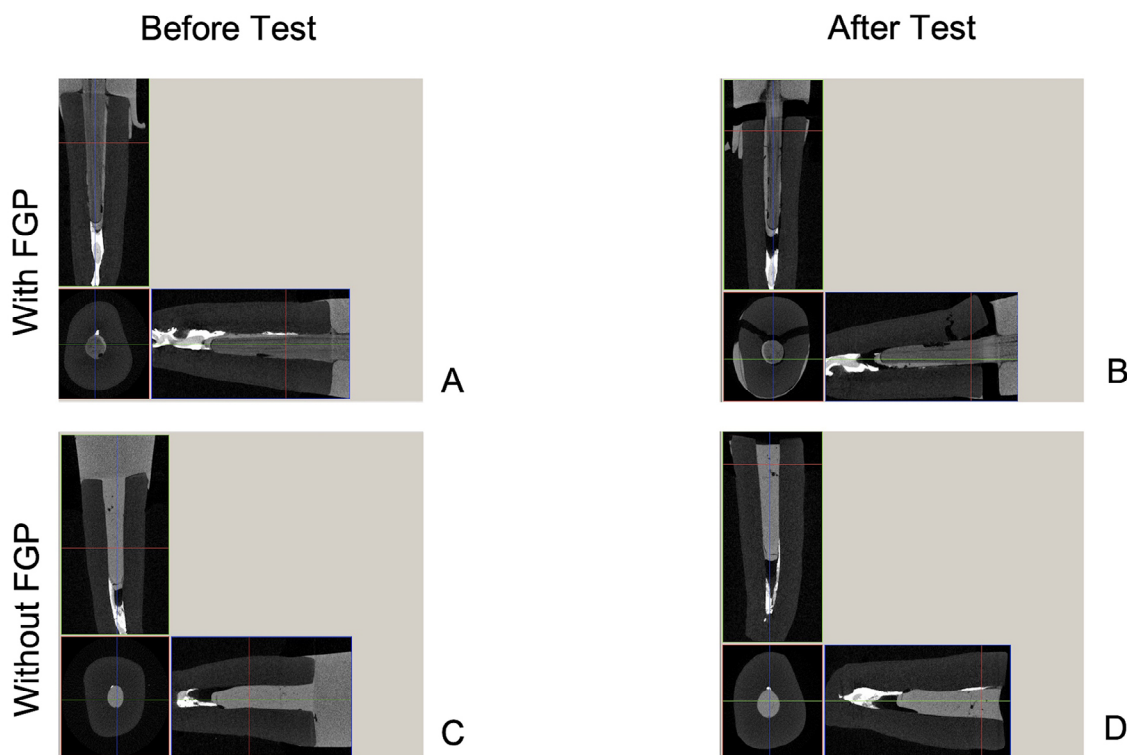 Before Test
After Test
With FGP
A
B
Without FGP
C
D